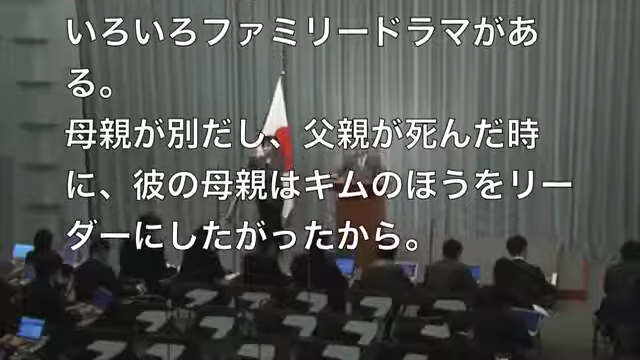 いろいろファミリードラマがあ
る。
母親が別だし、父親が死んだ時
に、彼の母親はキムのほうをリー
ダーにしたがったから。